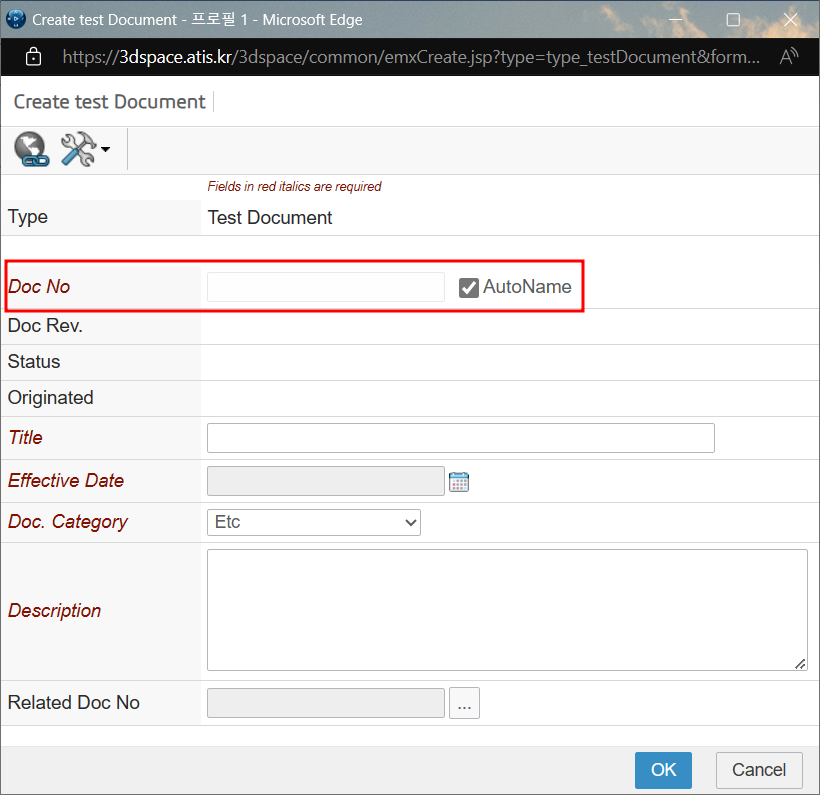 Create test Document - 프로필 1 - Microsoft Edge
https://3dspace.atis.kr/3dspace/common/emxCreate.jsp?type=type_testDocument&form...
Create test Document
Fields in red italics are required
Type Test Document
Doc No AutoName
Doc Rev.
Status
Originated
Title
Effective Date
Doc. Category Etc
Description
Related Doc No ...
OK Cancel